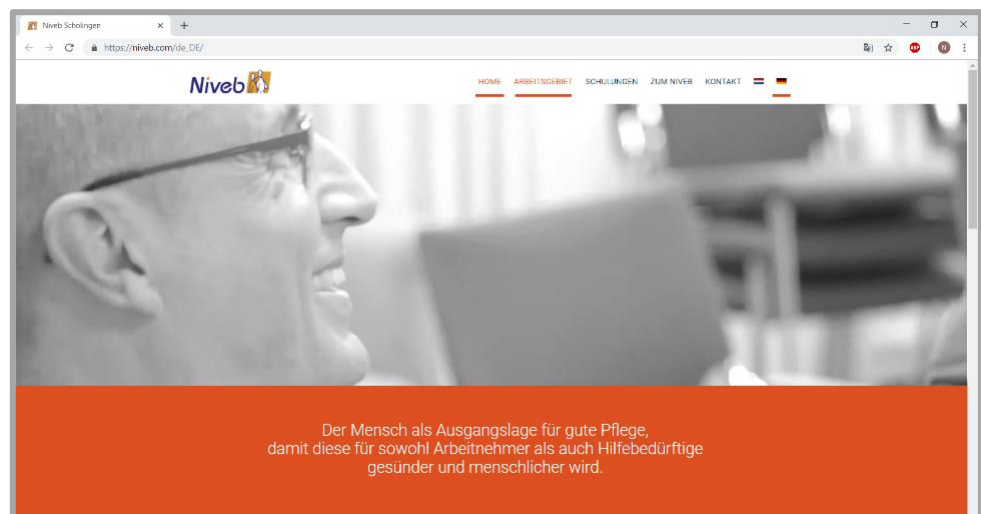 Niveb Scholingen
https://niveb.com/de_DE/
ABP
N
Niveb
HOME ARBEITSGEBIET SCHULUNGEN ZUM NIVEB KONTAKT
Der Mensch als Ausgangslage für gute Pflege,
damit diese für sowohl Arbeitnehmer als auch Hilfebedürftige
gesünder und menschlicher wird.